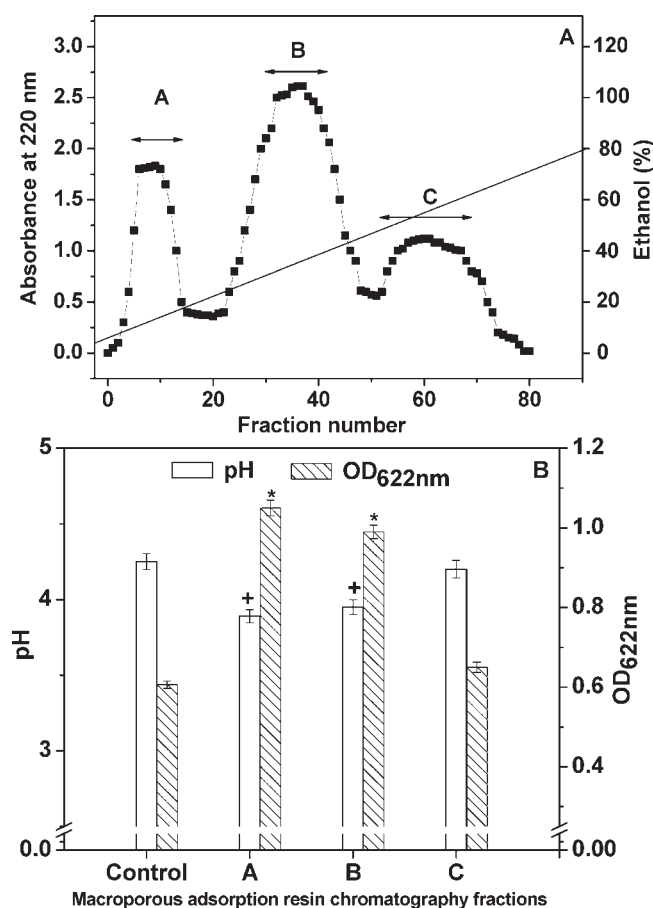 A
3.0
2.5
2.0
1.5
1.0
0.5
0.0
Absorbance at 220 nm
A
B
C
120
100
80
60
40
20
0
Ethanol (%)
0 20 40 60 80
Fraction number
B
pH OD622nm
5
4
3
0.0
pH
+ * + *
1.2
1.0
0.8
0.6
0.4
0.00
OD622nm
Control A B C
Macroporous adsorption resin chromatography fractions